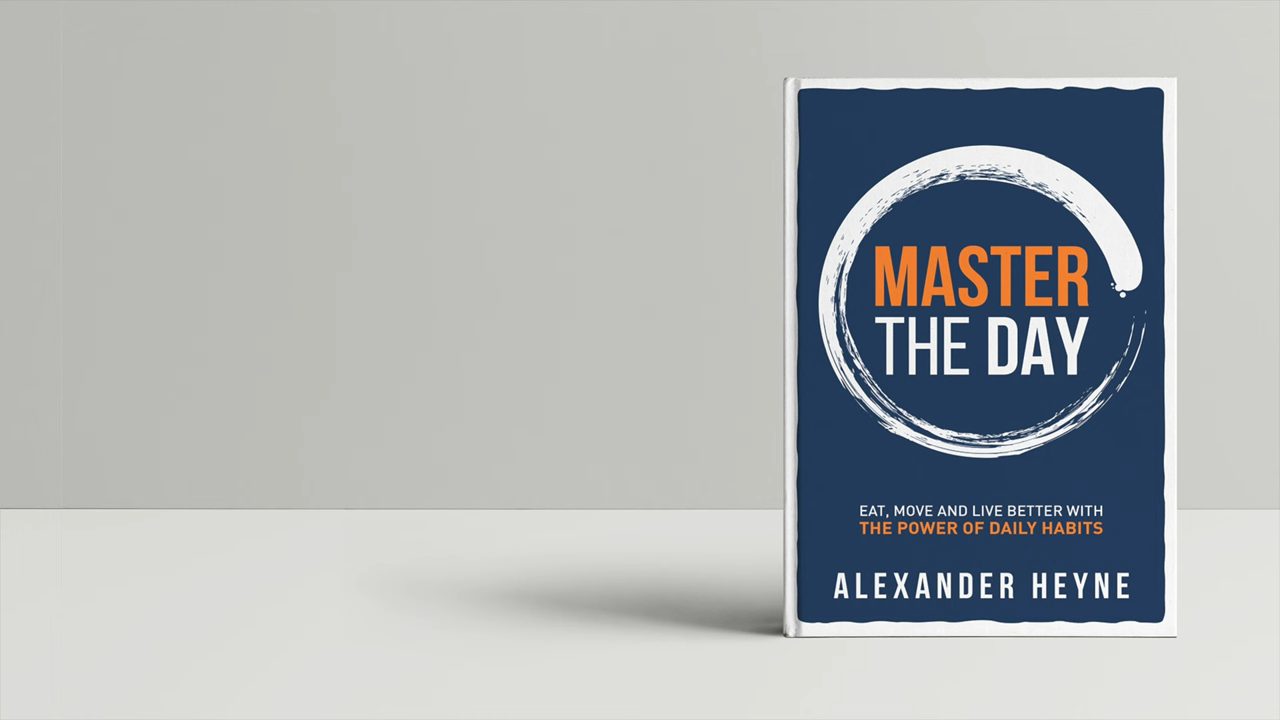 MASTER
THE DAY
EAT, MOVE AND LIVE BETTER WITH
THE POWER OF DAILY HABITS
ALEXANDER HEYNE